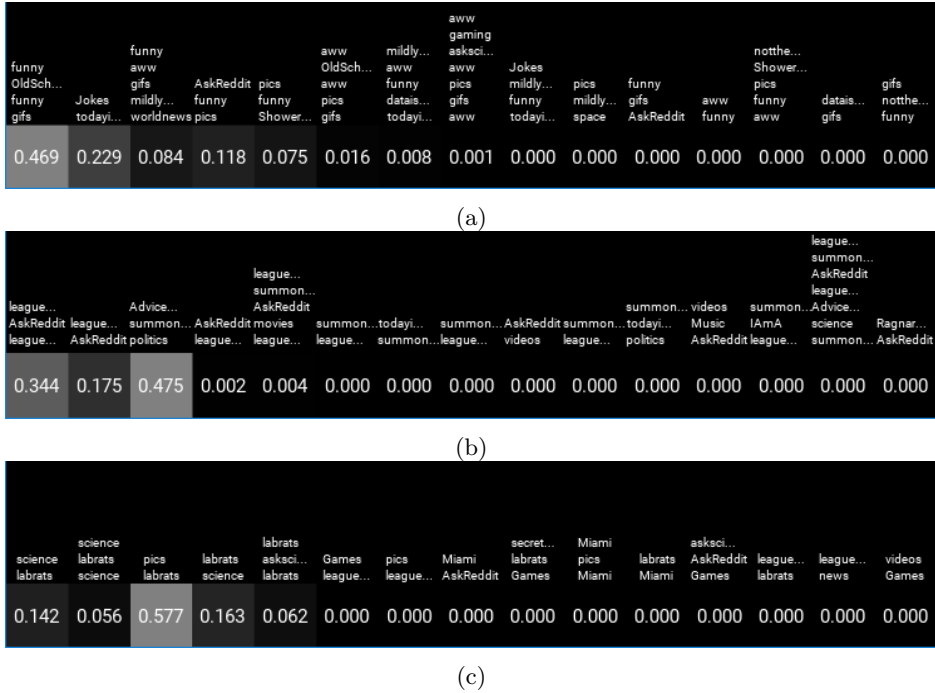 aww
gaming
funny aww mildly... asksci... notthe...
funny aww OldSch... aww aww Jokes Shower...
OldSch... gifs AskReddit pics aww funny pics mildly... pics funny pics gifs
funny Jokes mildly... funny funny pics datais... gifs funny mildly... gifs aww funny datais... notthe...
gifs todayi... worldnews pics Shower... gifs todayi... aww todayi... space AskReddit funny aww gifs funny
0.469 0.229 0.084 0.118 0.075 0.016 0.008 0.001 0.000 0.000 0.000 0.000 0.000 0.000 0.000
(a)
league...
summon...
league... AskReddit
summon... league...
league... Advice... AskReddit summon... videos summon... Advice...
AskReddit league... summon... AskReddit movies summon... todayi... summon... AskReddit summon... todayi... Music IAmA science Ragnar...
league... AskReddit politics league... league... league... summon... league... videos league... politics AskReddit league... summon... AskReddit
0.344 0.175 0.475 0.002 0.004 0.000 0.000 0.000 0.000 0.000 0.000 0.000 0.000 0.000 0.000
(b)
science labrats secret... Miami asksci...
science labrats pics labrats asksci... Games pics Miami labrats pics labrats AskReddit league... league... videos
labrats science labrats science labrats league... league... AskReddit Games Miami Miami Games labrats news Games
0.142 0.056 0.577 0.163 0.062 0.000 0.000 0.000 0.000 0.000 0.000 0.000 0.000 0.000 0.000
(c)